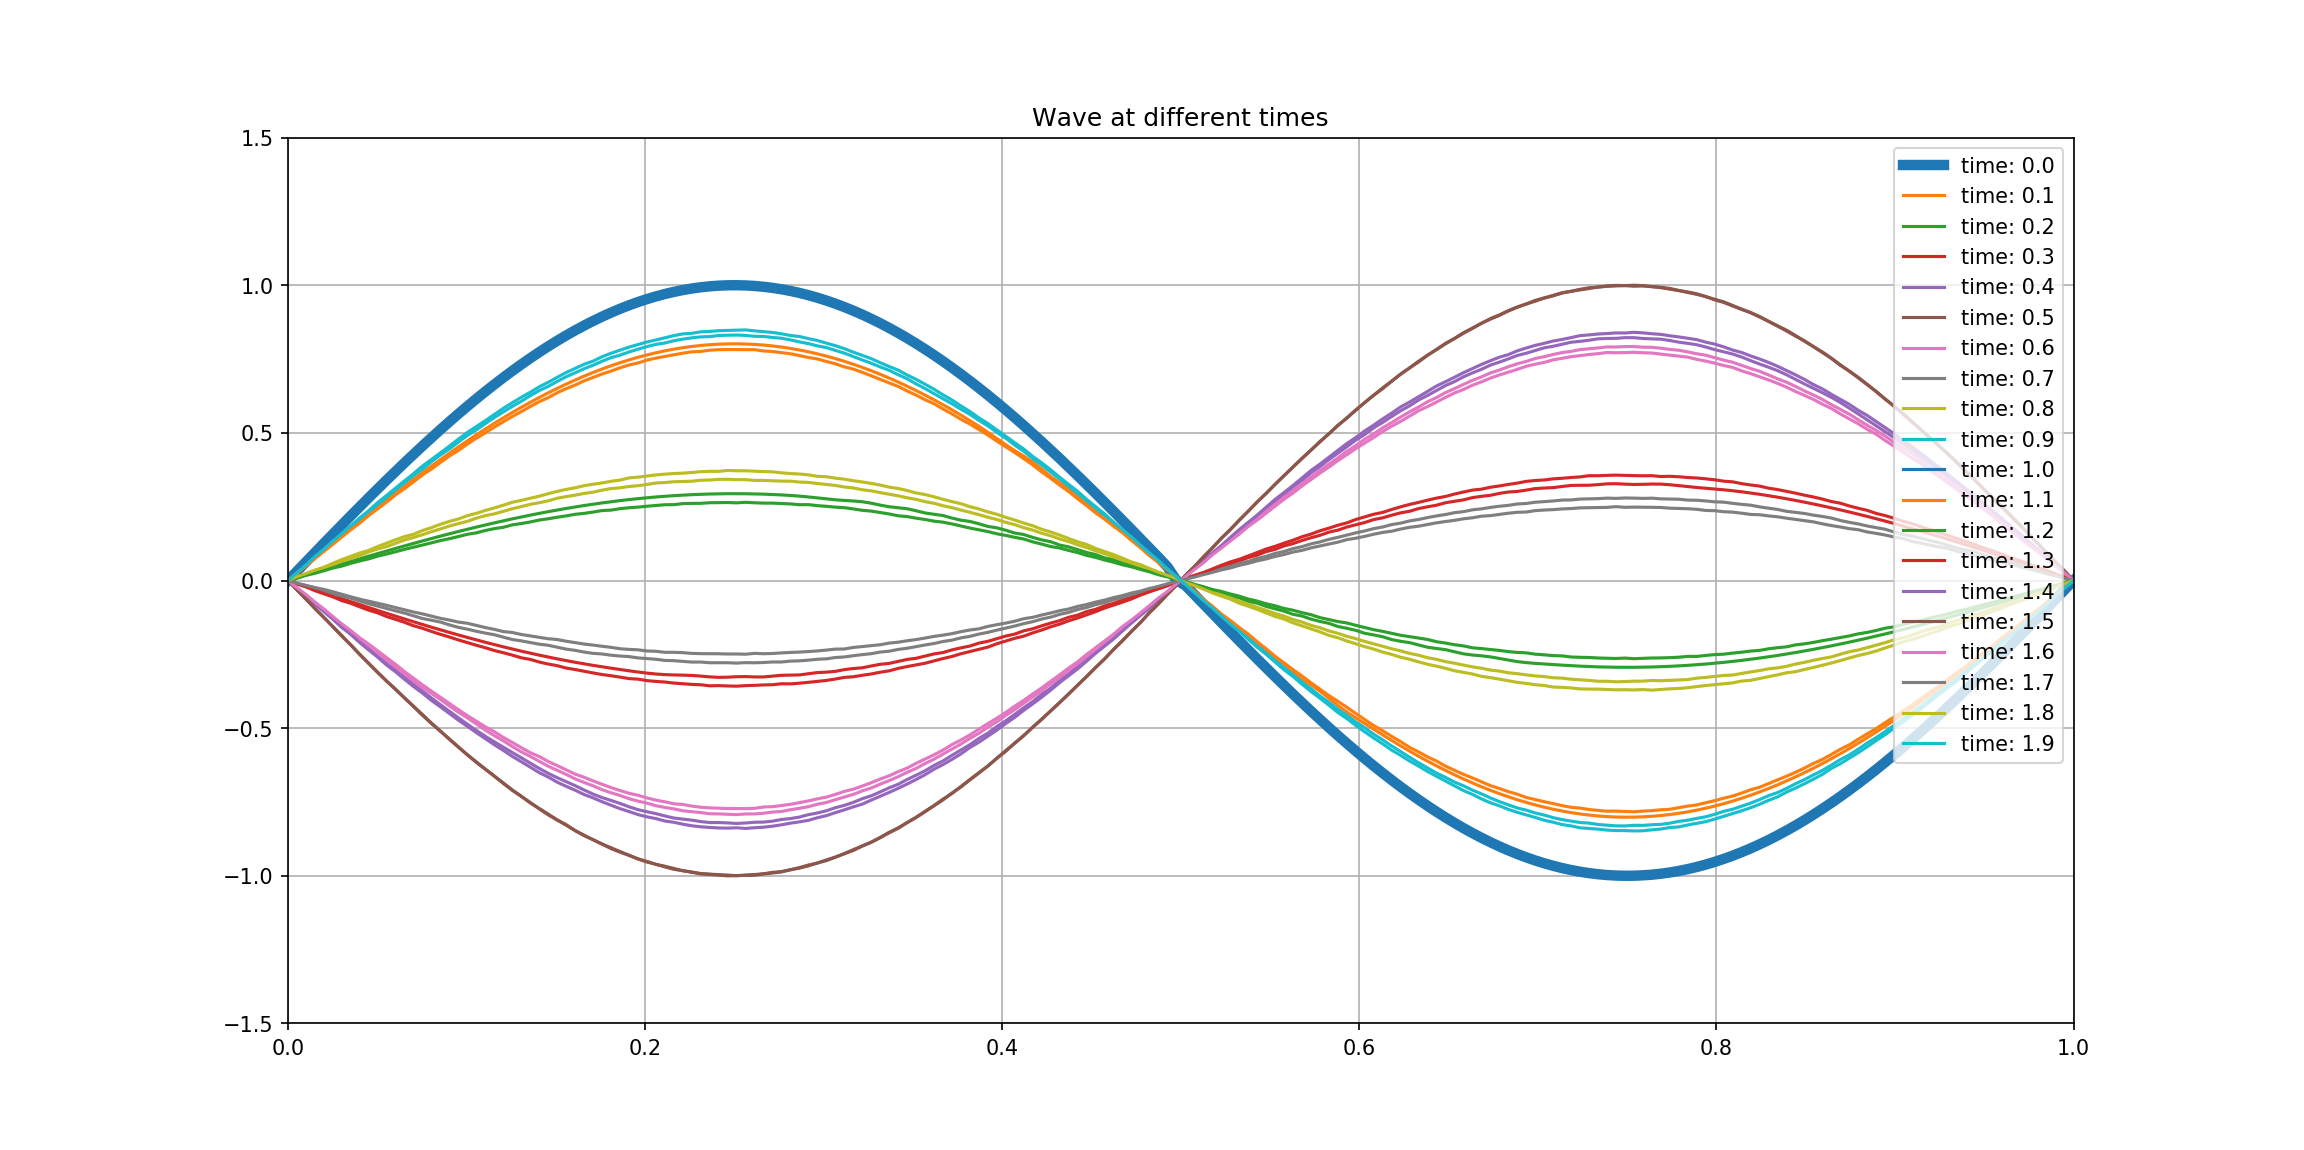 Wave at different times
1.5
1.0
0.5
0.0
−0.5
−1.0
−1.5
0.0 0.2 0.4 0.6 0.8 1.0
time: 0.0
time: 0.1
time: 0.2
time: 0.3
time: 0.4
time: 0.5
time: 0.6
time: 0.7
time: 0.8
time: 0.9
time: 1.0
time: 1.1
time: 1.2
time: 1.3
time: 1.4
time: 1.5
time: 1.6
time: 1.7
time: 1.8
time: 1.9